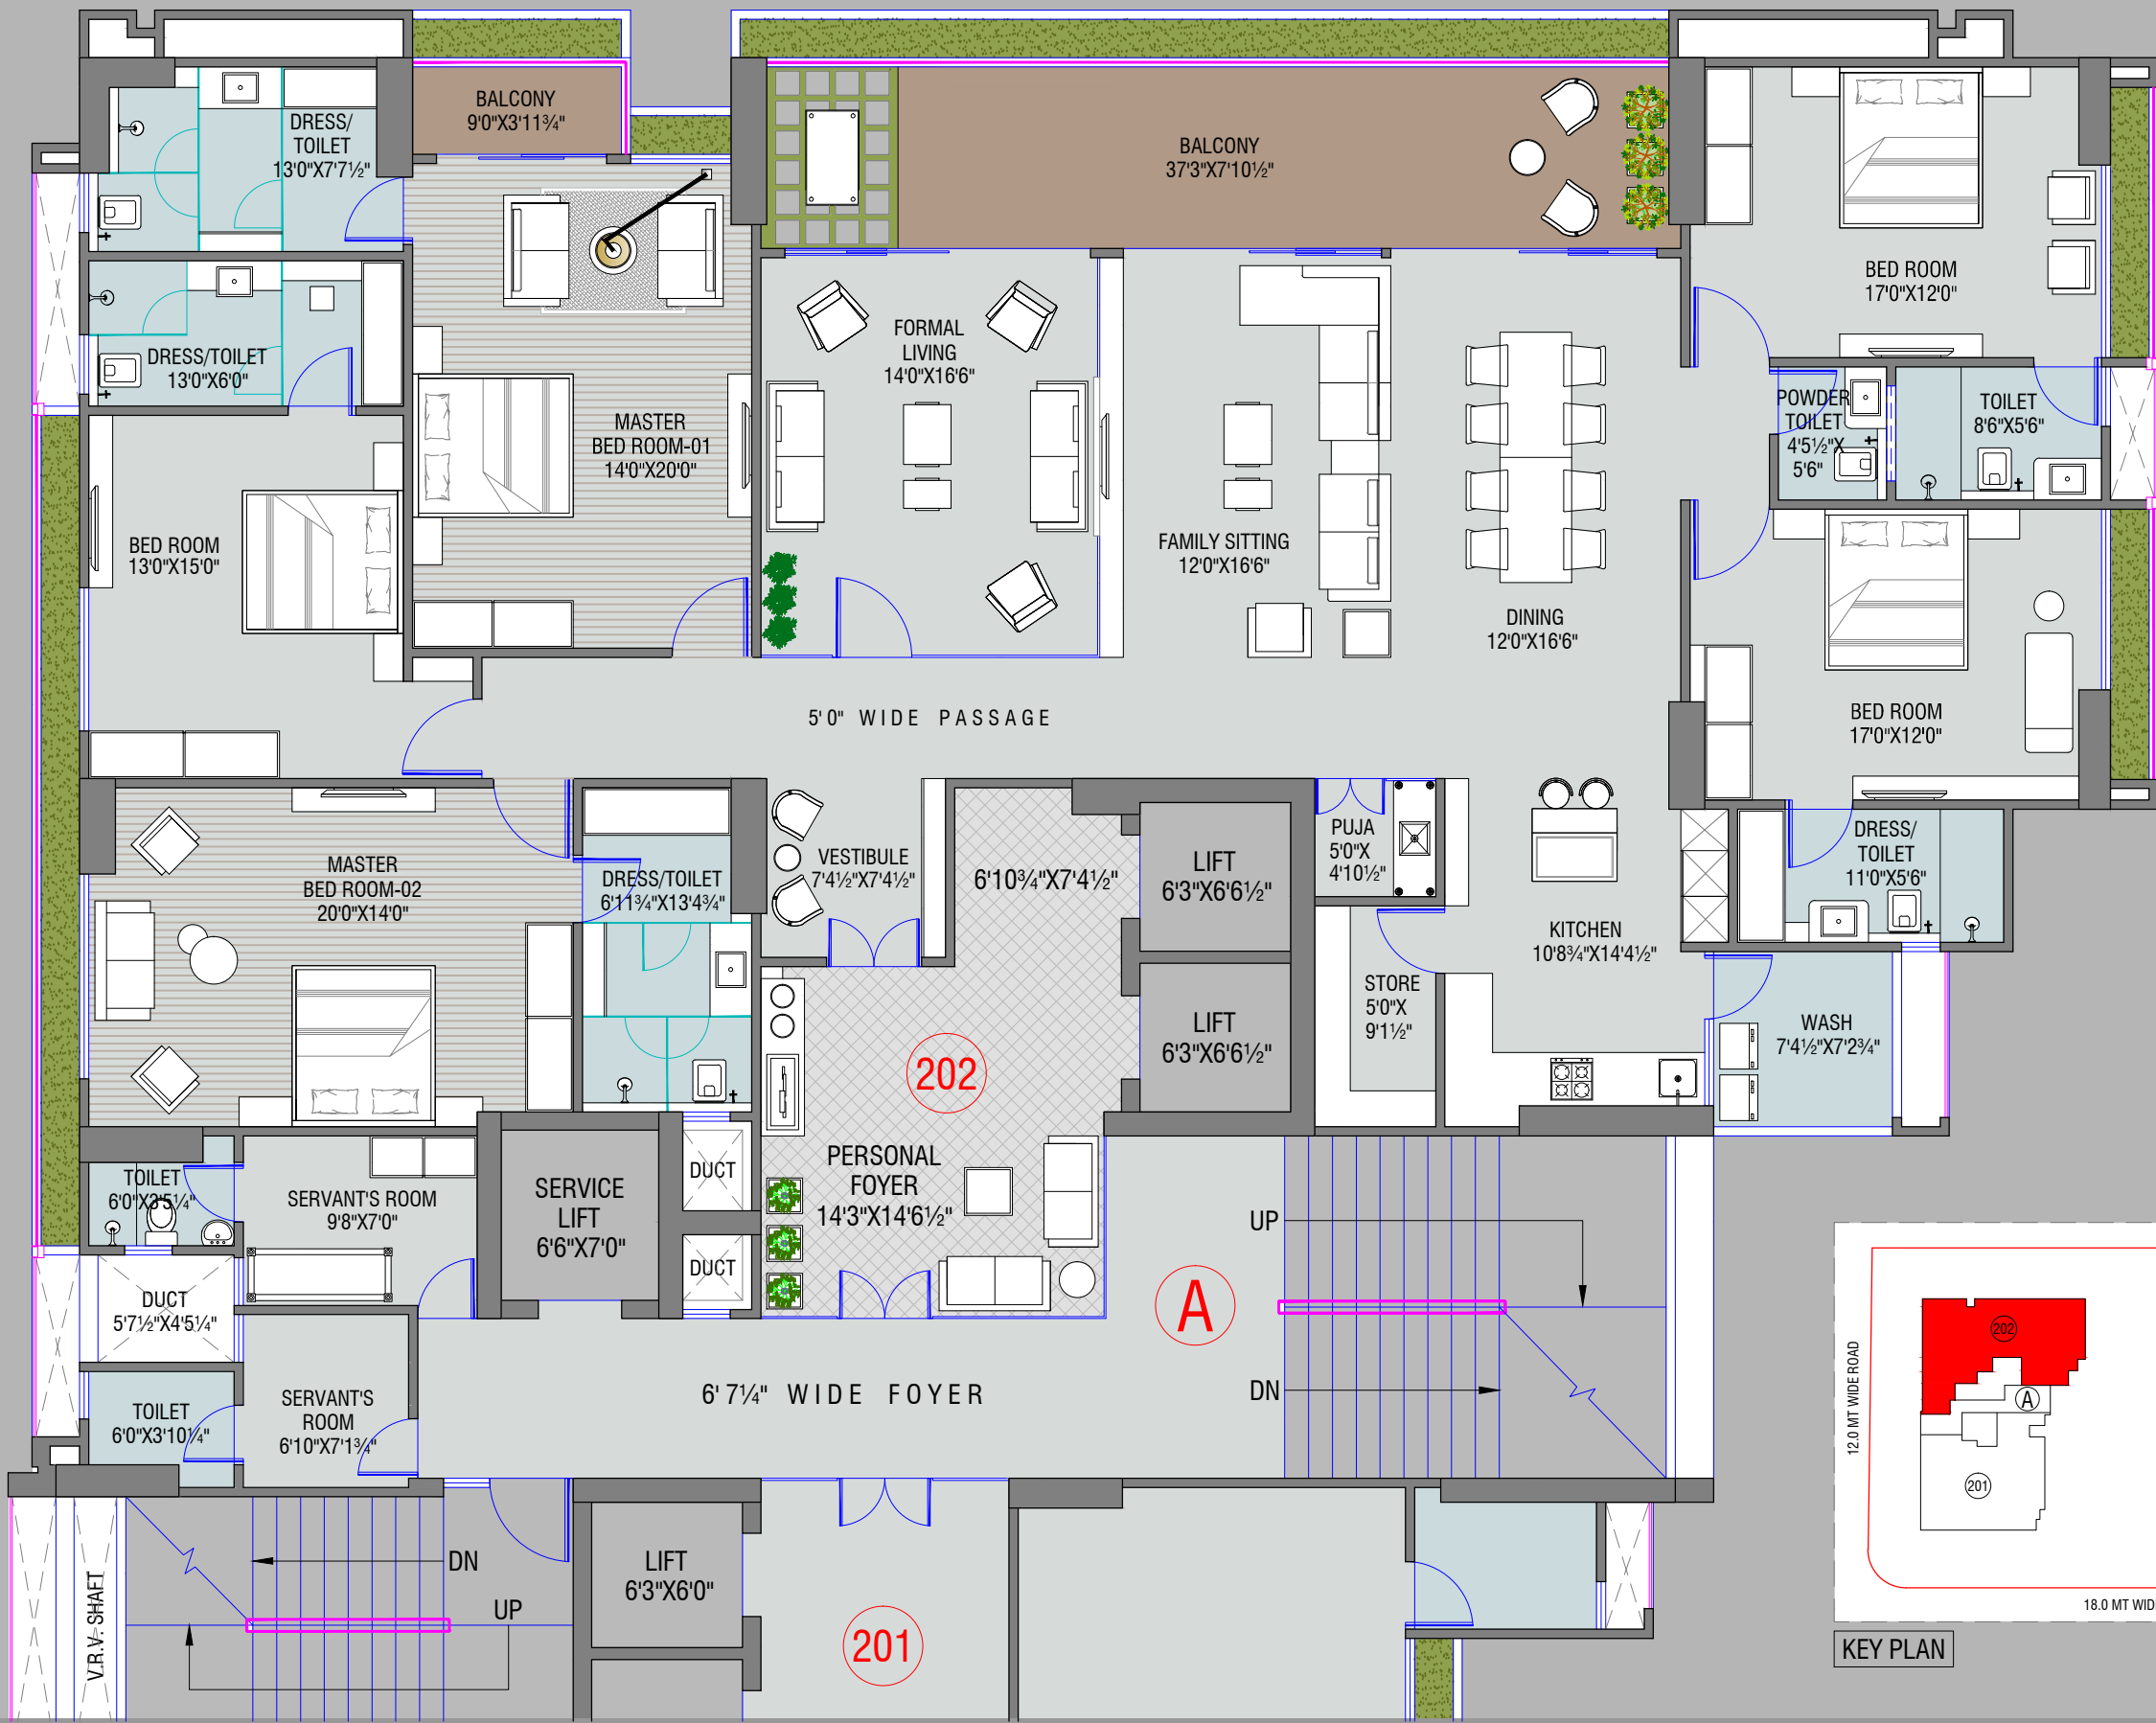 BALCONY
9'0"X3'11¾"
DRESS/
TOILET
13'0"X7'7½"
BALCONY
37'3"X7'10½"
BED ROOM
17'0"X12'0"
DRESS/TOILET
13'0"X6'0"
FORMAL
LIVING
14'0"X16'6"
MASTER
BED ROOM-01
14'0"X20'0"
POWDER
TOILET
4'5½"X
5'6"
TOILET
8'6"X5'6"
BED ROOM
13'0"X15'0"
FAMILY SITTING
12'0"X16'6"
DINING
12'0"X16'6"
5'0" WIDE PASSAGE
BED ROOM
17'0"X12'0"
MASTER
BED ROOM-02
20'0"X14'0"
DRESS/TOILET
6'11¾"X13'4¾"
VESTIBULE
7'4½"X7'4½"
6'10¾"X7'4½"
LIFT
6'3"X6'6½"
PUJA
5'0"X
4'10½"
DRESS/
TOILET
11'0"X5'6"
KITCHEN
10'8¾"X14'4½"
STORE
5'0"X
9'1½"
LIFT
6'3"X6'6½"
WASH
7'4½"X7'2¾"
202
PERSONAL
FOYER
14'3"X14'6½"
DUCT
TOILET
6'0"X3'5¼"
SERVANT'S ROOM
9'8"X7'0"
SERVICE
LIFT
6'6"X7'0"
DUCT
UP
A
DUCT
5'7½"X4'5¼"
DN
6' 7¼" WIDE FOYER
TOILET
6'0"X3'10¼"
SERVANT'S
ROOM
6'10"X7'1¾"
DN
UP
V.R.V. SHAFT
LIFT
6'3"X6'0"
201
12.0 MT WIDE ROAD
202
A
201
18.0 MT WIDE
KEY PLAN